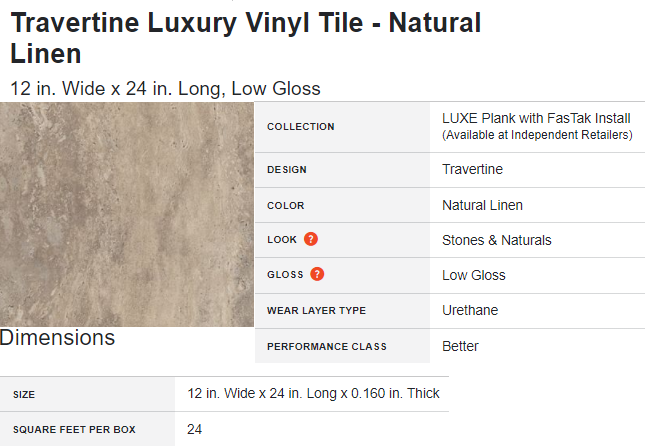 Travertine Luxury Vinyl Tile - Natural
Linen
12 in. Wide x 24 in. Long, Low Gloss
COLLECTION
LUXE Plank with FasTak Install
(Available at Independent Retailers)
DESIGN
Travertine
COLOR
Natural Linen
LOOK ?
Stones & Naturals
GLOSS ?
Low Gloss
WEAR LAYER TYPE
Urethane
PERFORMANCE CLASS
Better
Dimensions
SIZE
12 in. Wide x 24 in. Long x 0.160 in. Thick
SQUARE FEET PER BOX
24